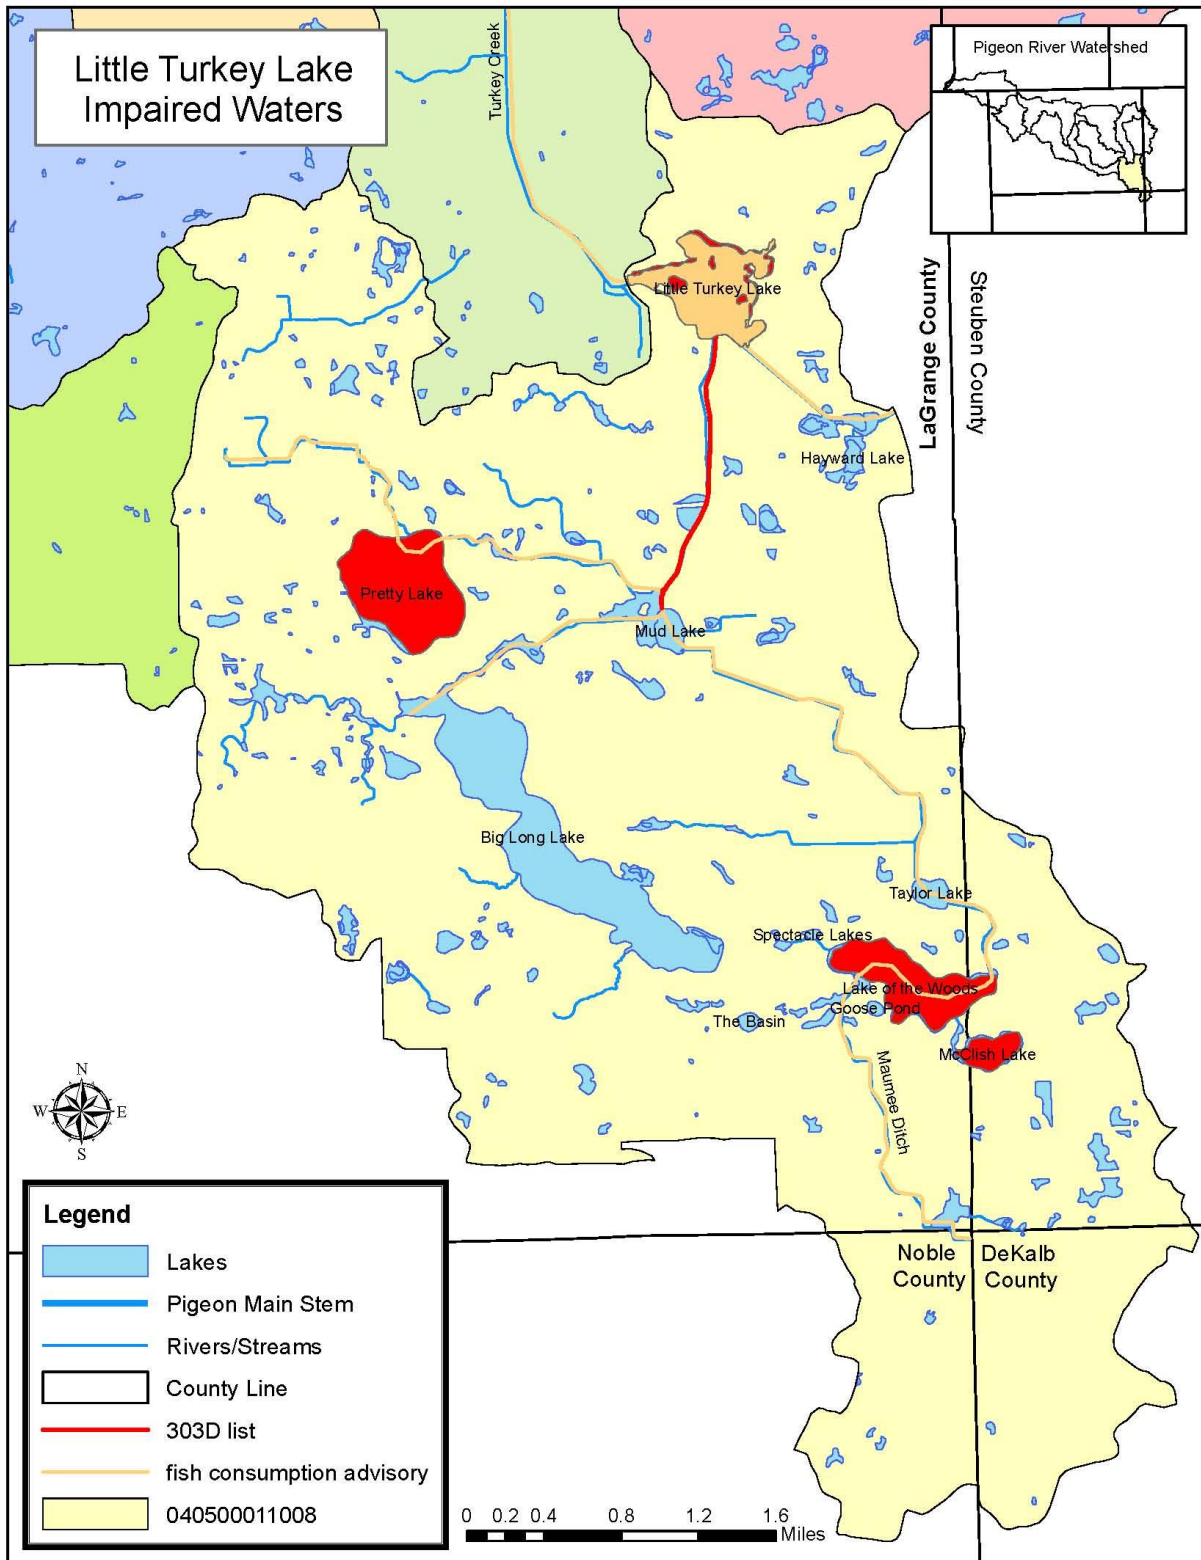 Little Turkey Lake
Impaired Waters
Turkey Creek
Pigeon River Watershed
LaGrange County
Steuben County
Little Turkey Lake
Hayward Lake
Pretty Lake
Mud Lake
Big Long Lake
Taylor Lake
Spectacle Lakes
Lake of the Woods
Goose Pond
The Basin
McClish Lake
Maumee Ditch
N
W
E
S
Noble
County
DeKalb
County
Legend
Lakes
Pigeon Main Stem
Rivers/Streams
County Line
303D list
fish consumption advisory
040500011008
0 0.2 0.4 0.8 1.2 1.6
Miles